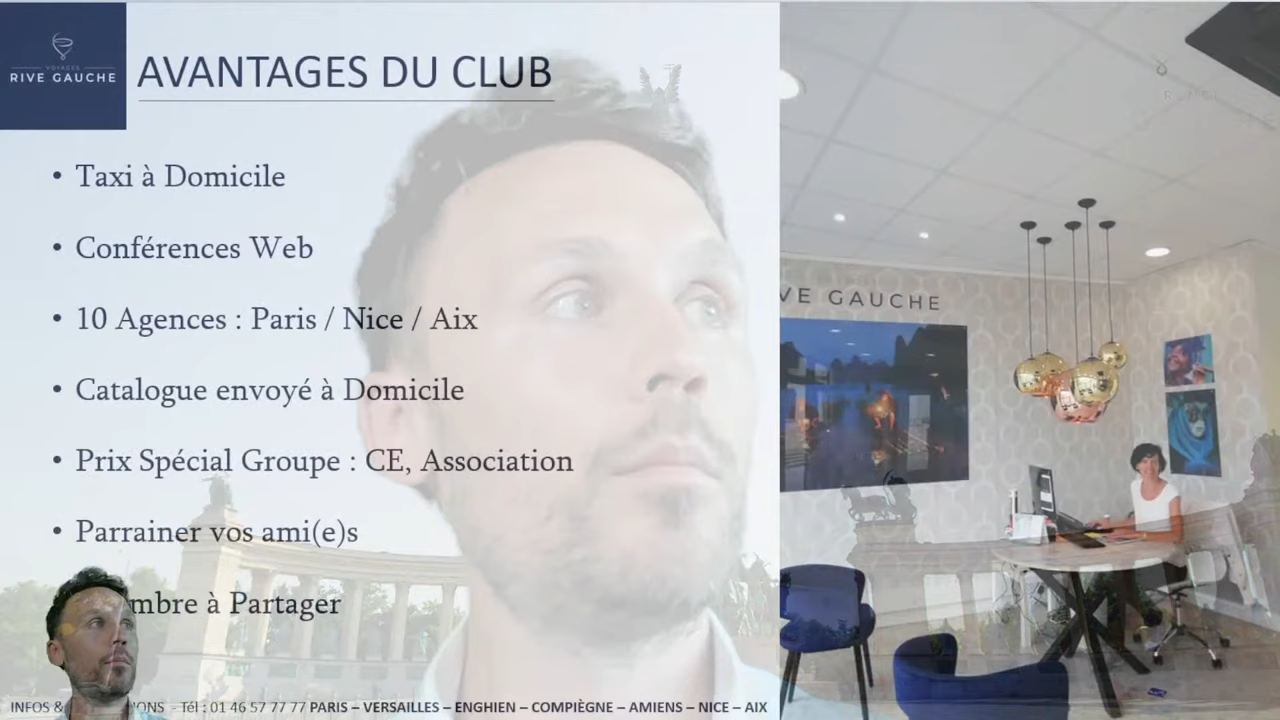 VOYAGES
RIVE GAUCHE
AVANTAGES DU CLUB
• Taxi à Domicile
• Conférences Web
• 10 Agences : Paris / Nice / Aix
• Catalogue envoyé à Domicile
• Prix Spécial Groupe : CE, Association
• Parrainer vos ami(e)s
mbre à Partager
VE GAUCHE
INFOS & IONS - Tél : 01 46 57 77 77 PARIS – VERSAILLES – ENGHIEN – COMPIÈGNE – AMIENS – NICE – AIX